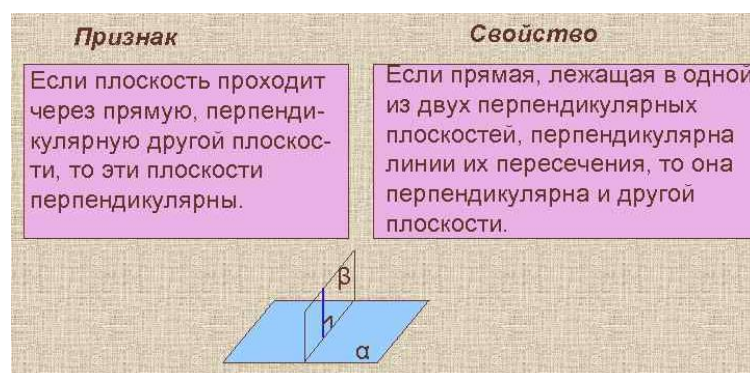 Признак
Если плоскость проходит
через прямую, перпенди-
кулярную другой плоскос-
ти, то эти плоскости
перпендикулярны.
Свойство
Если прямая, лежащая в одной
из двух перпендикулярных
плоскостей, перпендикулярна
линии их пересечения, то она
перпендикулярна и другой
плоскости.
β
α